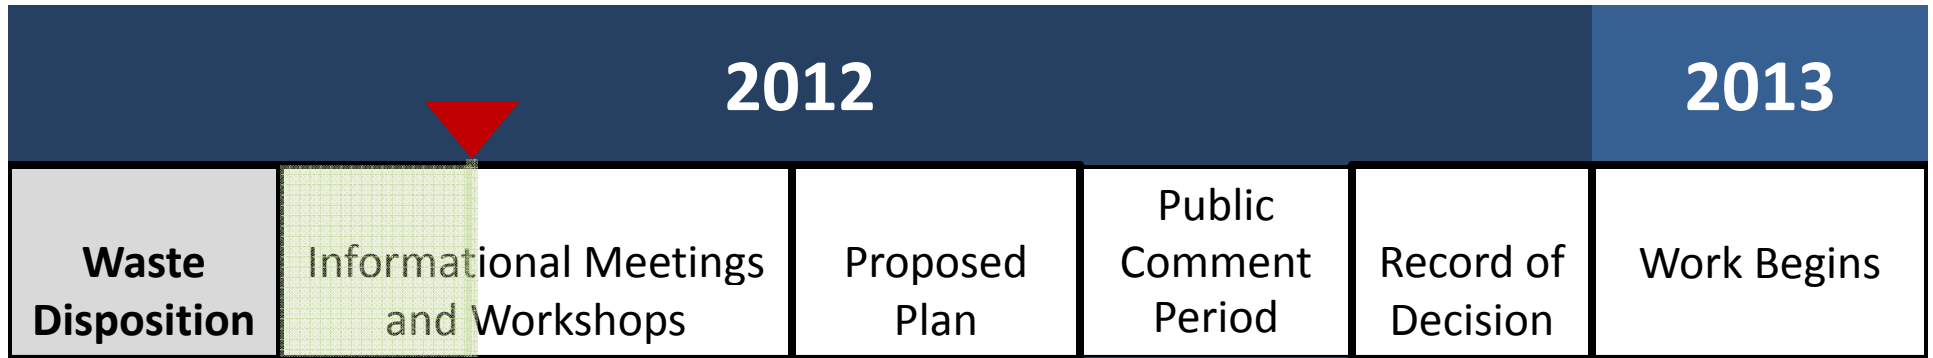 2012
2013
Waste
Disposition
Informational Meetings
and Workshops
Proposed
Plan
Public
Comment
Period
Record of
Decision
Work Begins